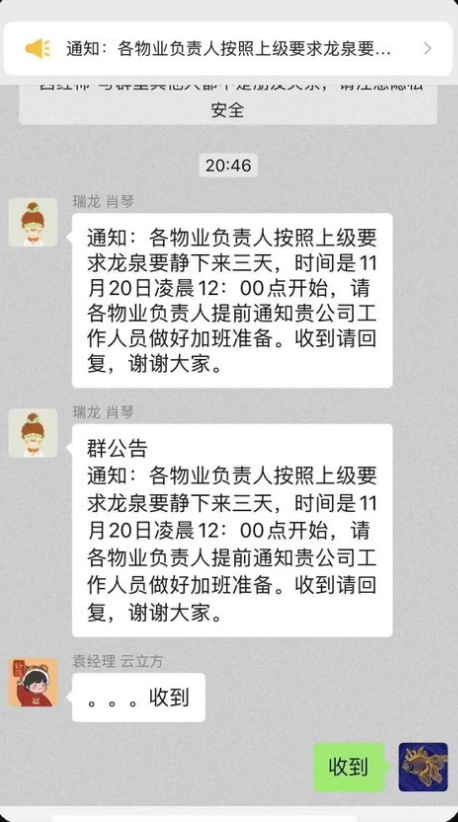 通知：各物业负责人按照上级要求龙泉要...
安全
20:46
瑞龙 肖琴
通知：各物业负责人按照上级要
求龙泉要静下来三天，时间是11
月20日凌晨12：00点开始，请
各物业负责人提前通知贵公司工
作人员做好加班准备。收到请回
复，谢谢大家。
瑞龙 肖琴
群公告
通知：各物业负责人按照上级要
求龙泉要静下来三天，时间是11
月20日凌晨12：00点开始，请
各物业负责人提前通知贵公司工
作人员做好加班准备。收到请回
复，谢谢大家。
袁经理 云立方
。。。收到
收到